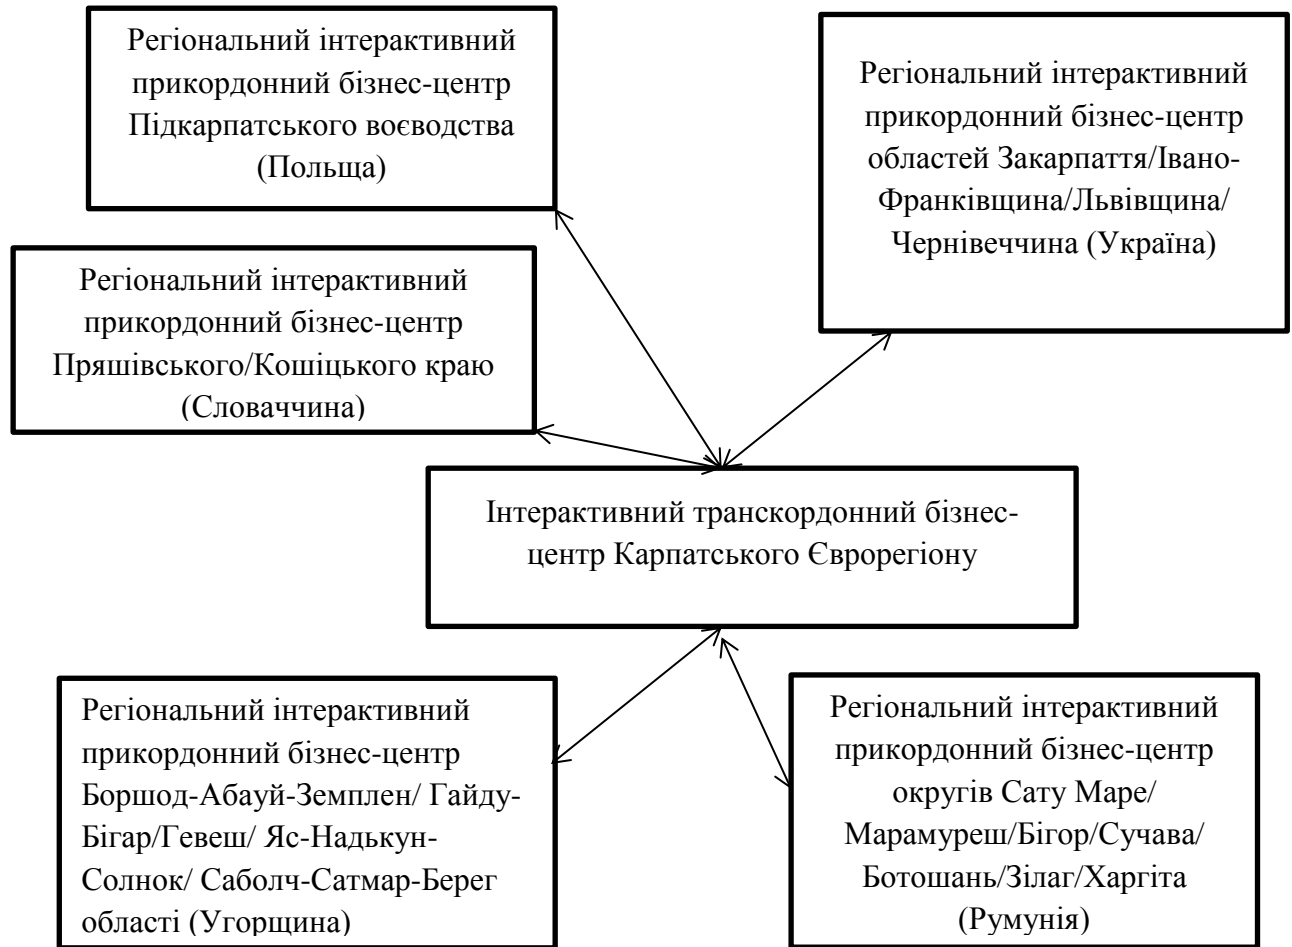 Регіональний інтерактивний
прикордонний бізнес-центр
Підкарпатського воєводства
(Польща)
Регіональний інтерактивний
прикордонний бізнес-центр
областей Закарпаття/Івано-
Франківщина/Львівщина/
Чернівеччина (Україна)
Регіональний інтерактивний
прикордонний бізнес-центр
Пряшівського/Кошіцького краю
(Словаччина)
Інтерактивний транскордонний бізнес-
центр Карпатського Єврорегіону
Регіональний інтерактивний
прикордонний бізнес-центр
Боршод-Абауй-Земплен/ Гайду-
Бігар/Гевеш/ Яс-Надькун-
Солнок/ Саболч-Сатмар-Берег
області (Угорщина)
Регіональний інтерактивний
прикордонний бізнес-центр
округів Сату Маре/
Марамуреш/Бігор/Сучава/
Ботошань/Зілаг/Харгіта
(Румунія)